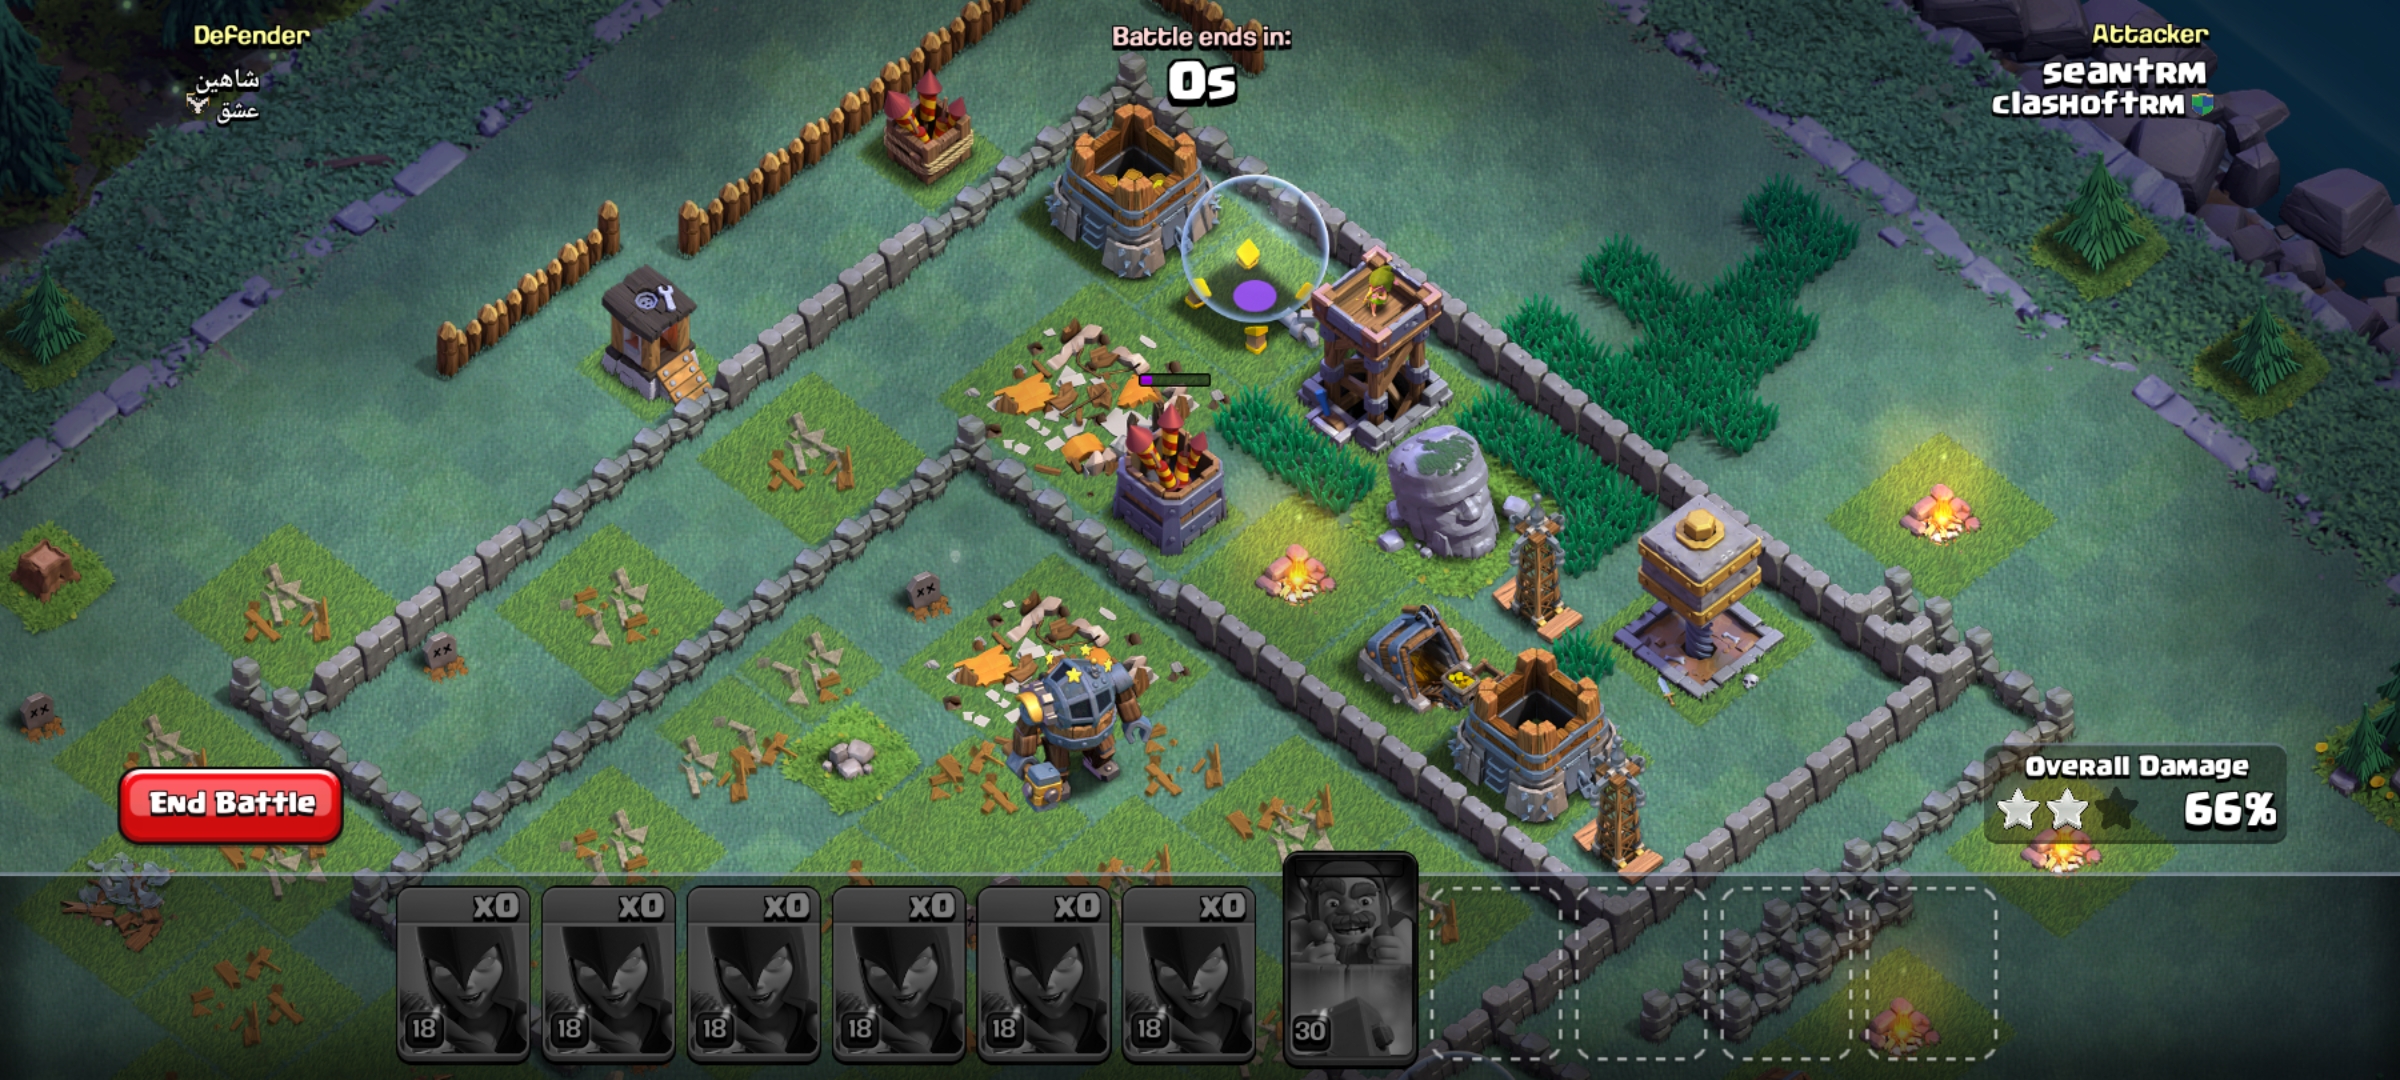 Defender
شاهين
عشق
Battle ends in:
0s
Attacker
seantRM
clashoftRM
End Battle
Overall Damage
66%
x0 x0 x0 x0 x0 x0
18 18 18 18 18 18 30